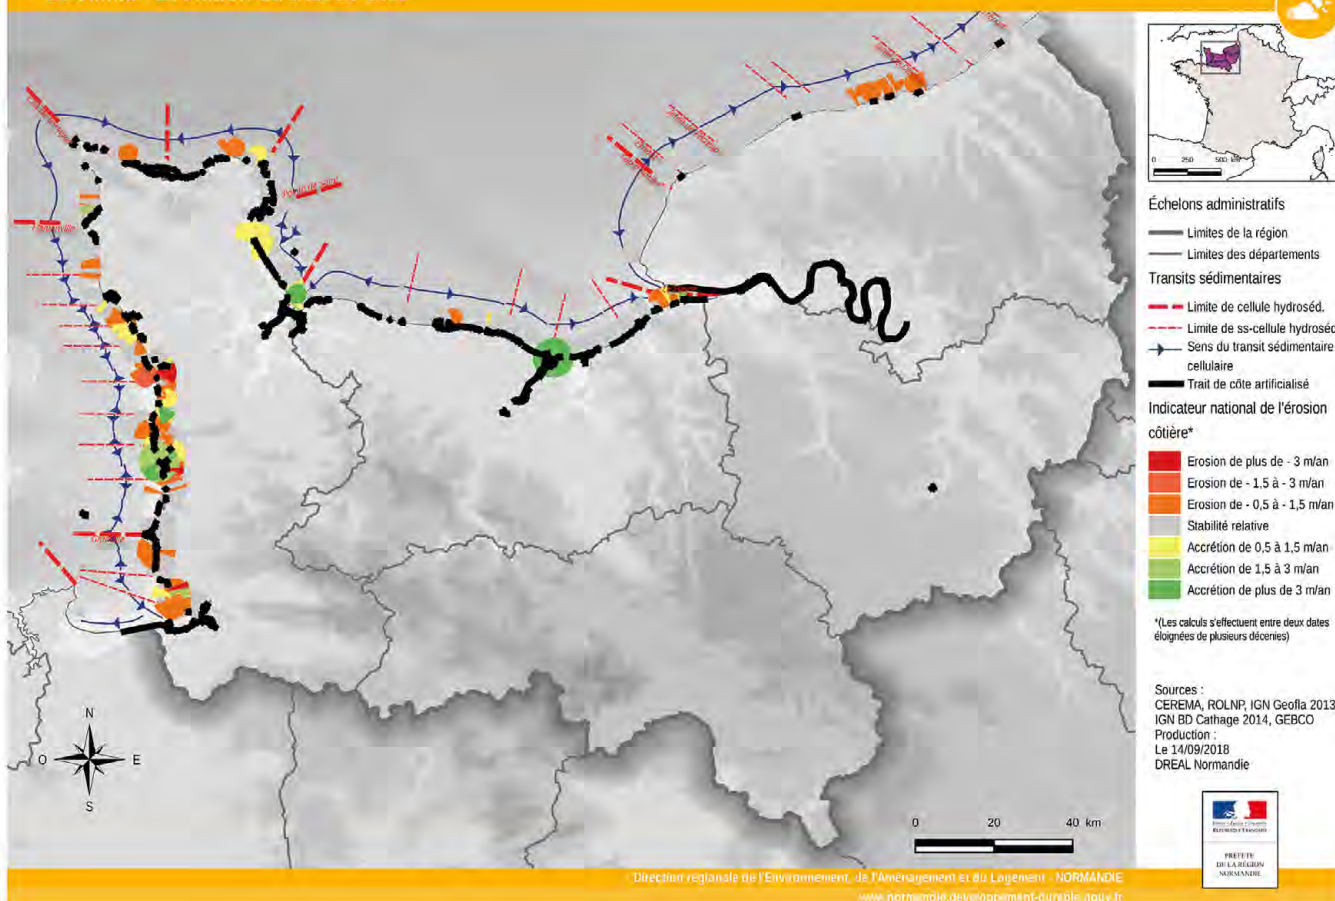 0 250 500 km
Échelons administratifs
Limites de la région
Limites des départements
Transits sédimentaires
Limite de cellule hydroséd.
Limite de ss-cellule hydroséd
Sens du transit sédimentaire
cellulaire
Trait de côte artificialisé
Indicateur national de l'érosion
côtière*
Erosion de plus de - 3 m/an
Erosion de - 1,5 à - 3 m/an
Erosion de - 0,5 à - 1,5 m/an
Stabilité relative
Accrétion de 0,5 à 1,5 m/an
Accrétion de 1,5 à 3 m/an
Accrétion de plus de 3 m/an
*(Les calculs s'effectuent entre deux dates
éloignées de plusieurs décenies)
Sources :
CEREMA, ROLNP, IGN Geofla 2013
IGN BD Cathage 2014, GEBCO
Production :
Le 14/09/2018
DREAL Normandie
N
O E
S
0 20 40 km
RÉPUBLIQUE FRANÇAISE
PRÉFET DE
DE LA RÉGION
NORMANDIE
Direction régionale de l'Environnement, de l'Aménagement et du Logement - NORMANDIE
www.normandie.developpement-durable.gouv.fr